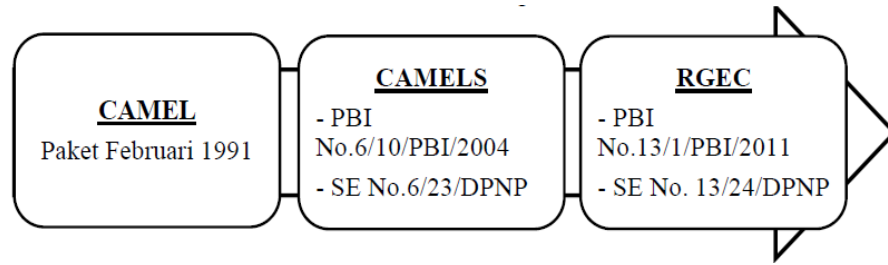 CAMEL
Paket Februari 1991
CAMELS
- PBI
No.6/10/PBI/2004
- SE No.6/23/DPNP
RGEC
- PBI
No.13/1/PBI/2011
- SE No. 13/24/DPNP